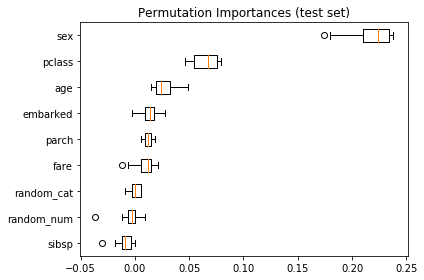 Permutation Importances (test set)
sex
pclass
age
embarked
parch
fare
random_cat
random_num
sibsp
−0.05 0.00 0.05 0.10 0.15 0.20 0.25